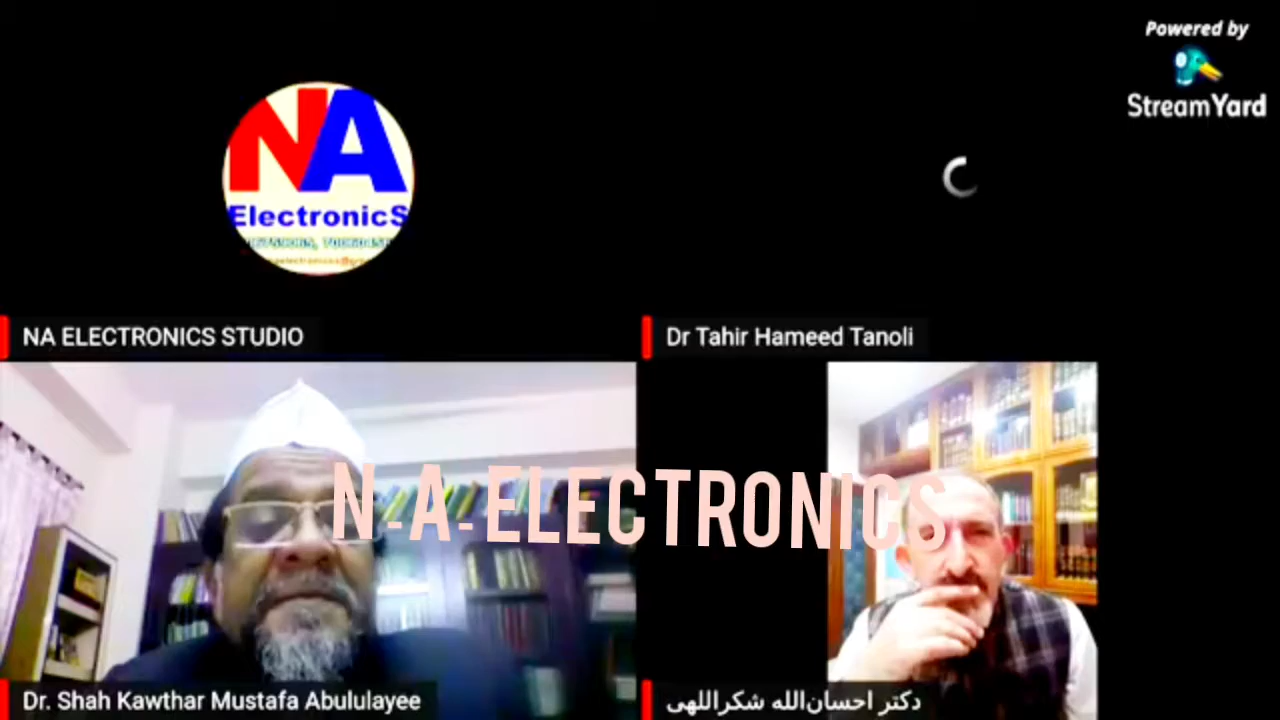 Powered by
StreamYard
NA
ElectronicS
NA ELECTRONICS STUDIO
Dr Tahir Hameed Tanoli
N-A-ELECTRONICS
Dr. Shah Kawthar Mustafa Abululayee
دکتر احسان‌الله شکراللهی